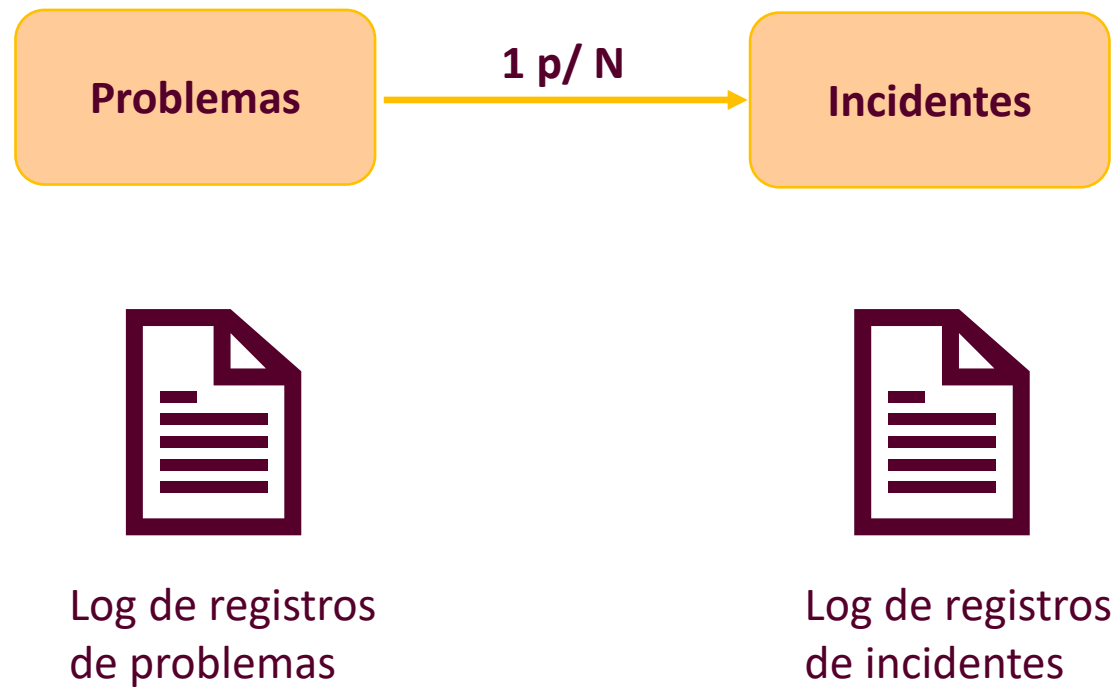 Problemas
1 p/ N
Incidentes
Log de registros
de problemas
Log de registros
de incidentes